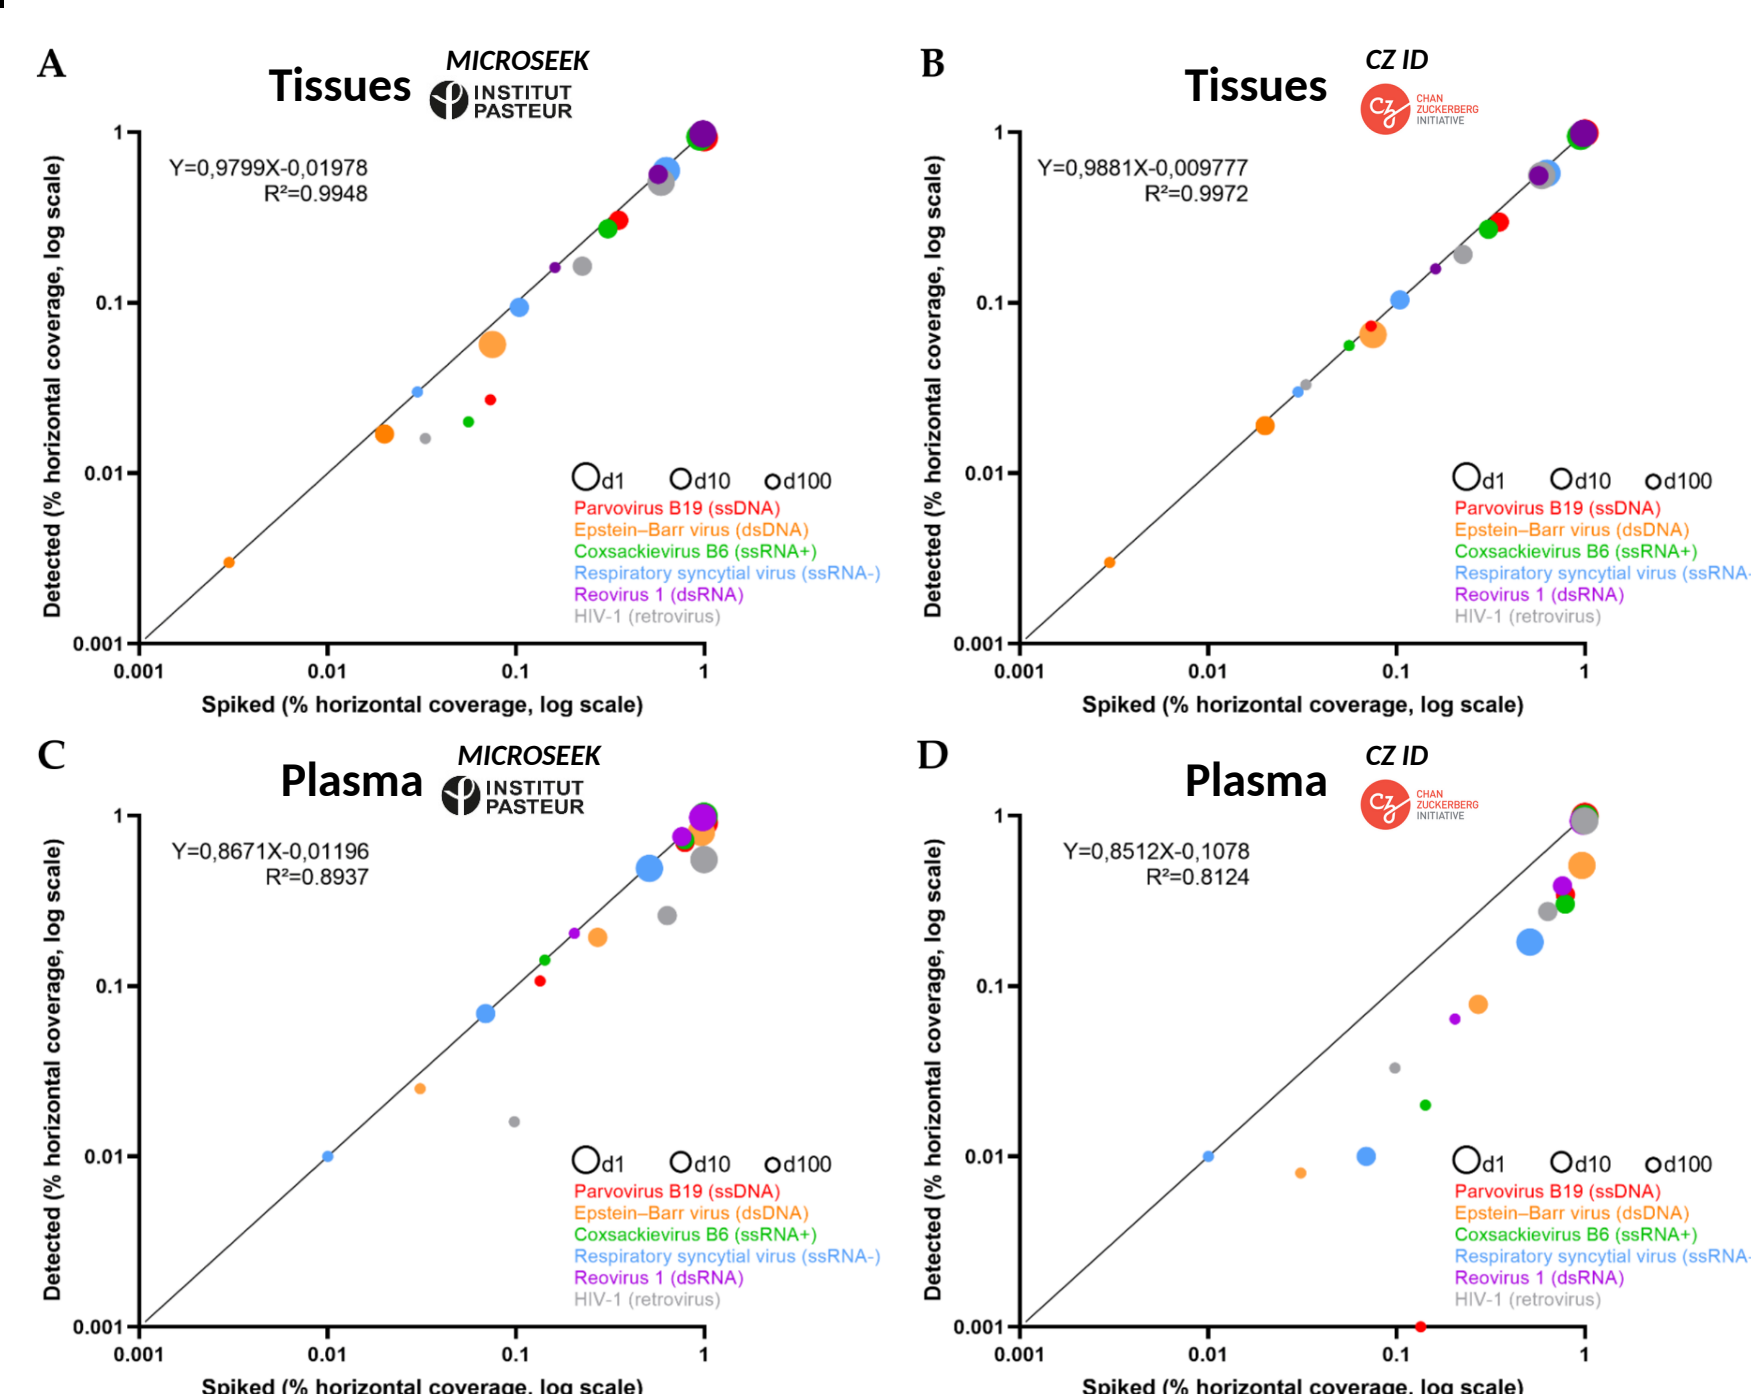 A
Tissues
MICROSEEK
INSTITUT
PASTEUR
Y=0,9799X-0,01978
R²=0.9948
Detected (% horizontal coverage, log scale)
1
0.1
0.01
0.001
d1 d10 d100
Parvovirus B19 (ssDNA)
Epstein–Barr virus (dsDNA)
Coxsackievirus B6 (ssRNA+)
Respiratory syncytial virus (ssRNA-)
Reovirus 1 (dsRNA)
HIV-1 (retrovirus)
0.001 0.01 0.1 1
Spiked (% horizontal coverage, log scale)
B
Tissues
CZ ID
CZ
CHAN
ZUCKERBERG
INITIATIVE
Y=0,9881X-0,009777
R²=0.9972
Detected (% horizontal coverage, log scale)
1
0.1
0.01
0.001
d1 d10 d100
Parvovirus B19 (ssDNA)
Epstein–Barr virus (dsDNA)
Coxsackievirus B6 (ssRNA+)
Respiratory syncytial virus (ssRNA-
Reovirus 1 (dsRNA)
HIV-1 (retrovirus)
0.001 0.01 0.1 1
Spiked (% horizontal coverage, log scale)
C
Plasma
MICROSEEK
INSTITUT
PASTEUR
Y=0,8671X-0,01196
R²=0.8937
Detected (% horizontal coverage, log scale)
1
0.1
0.01
0.001
d1 d10 d100
Parvovirus B19 (ssDNA)
Epstein–Barr virus (dsDNA)
Coxsackievirus B6 (ssRNA+)
Respiratory syncytial virus (ssRNA-)
Reovirus 1 (dsRNA)
HIV-1 (retrovirus)
0.001 0.01 0.1 1
Spiked (% horizontal coverage, log scale)
D
Plasma
CZ ID
CZ
CHAN
ZUCKERBERG
INITIATIVE
Y=0,8512X-0,1078
R²=0.8124
Detected (% horizontal coverage, log scale)
1
0.1
0.01
0.001
d1 d10 d100
Parvovirus B19 (ssDNA)
Epstein–Barr virus (dsDNA)
Coxsackievirus B6 (ssRNA+)
Respiratory syncytial virus (ssRNA-
Reovirus 1 (dsRNA)
HIV-1 (retrovirus)
0.001 0.01 0.1 1
Spiked (% horizontal coverage, log scale)